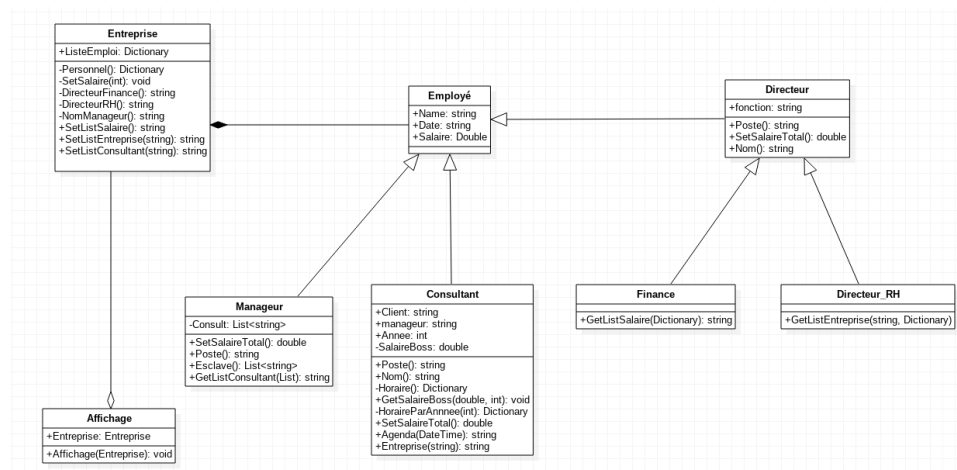 Entreprise
+ListeEmploi: Dictionary
-Personnel(): Dictionary
-SetSalaire(int): void
-DirecteurFinance(): string
-DirecteurRH(): string
-NomManageur(): string
+SetListSalaire(): string
+SetListEntreprise(string): string
+SetListConsultant(string): string
Employé
+Name: string
+Date: string
+Salaire: Double
Directeur
+fonction: string
+Poste(): string
+SetSalaireTotal(): double
+Nom(): string
Manageur
-Consult: List<string>
+SetSalaireTotal(): double
+Poste(): string
+Esclave(): List<string>
+GetListConsultant(List): string
Consultant
+Client: string
+manageur: string
+Annee: int
-SalaireBoss: double
+Poste(): string
+Nom(): string
-Horaire(): Dictionary
+GetSalaireBoss(double, int): void
-HoraireParAnnnee(int): Dictionary
+SetSalaireTotal(): double
+Agenda(DateTime): string
+Entreprise(string): string
Finance
+GetListSalaire(Dictionary): string
Directeur_RH
+GetListEntreprise(string, Dictionary)
Affichage
+Entreprise: Entreprise
+Affichage(Entreprise): void